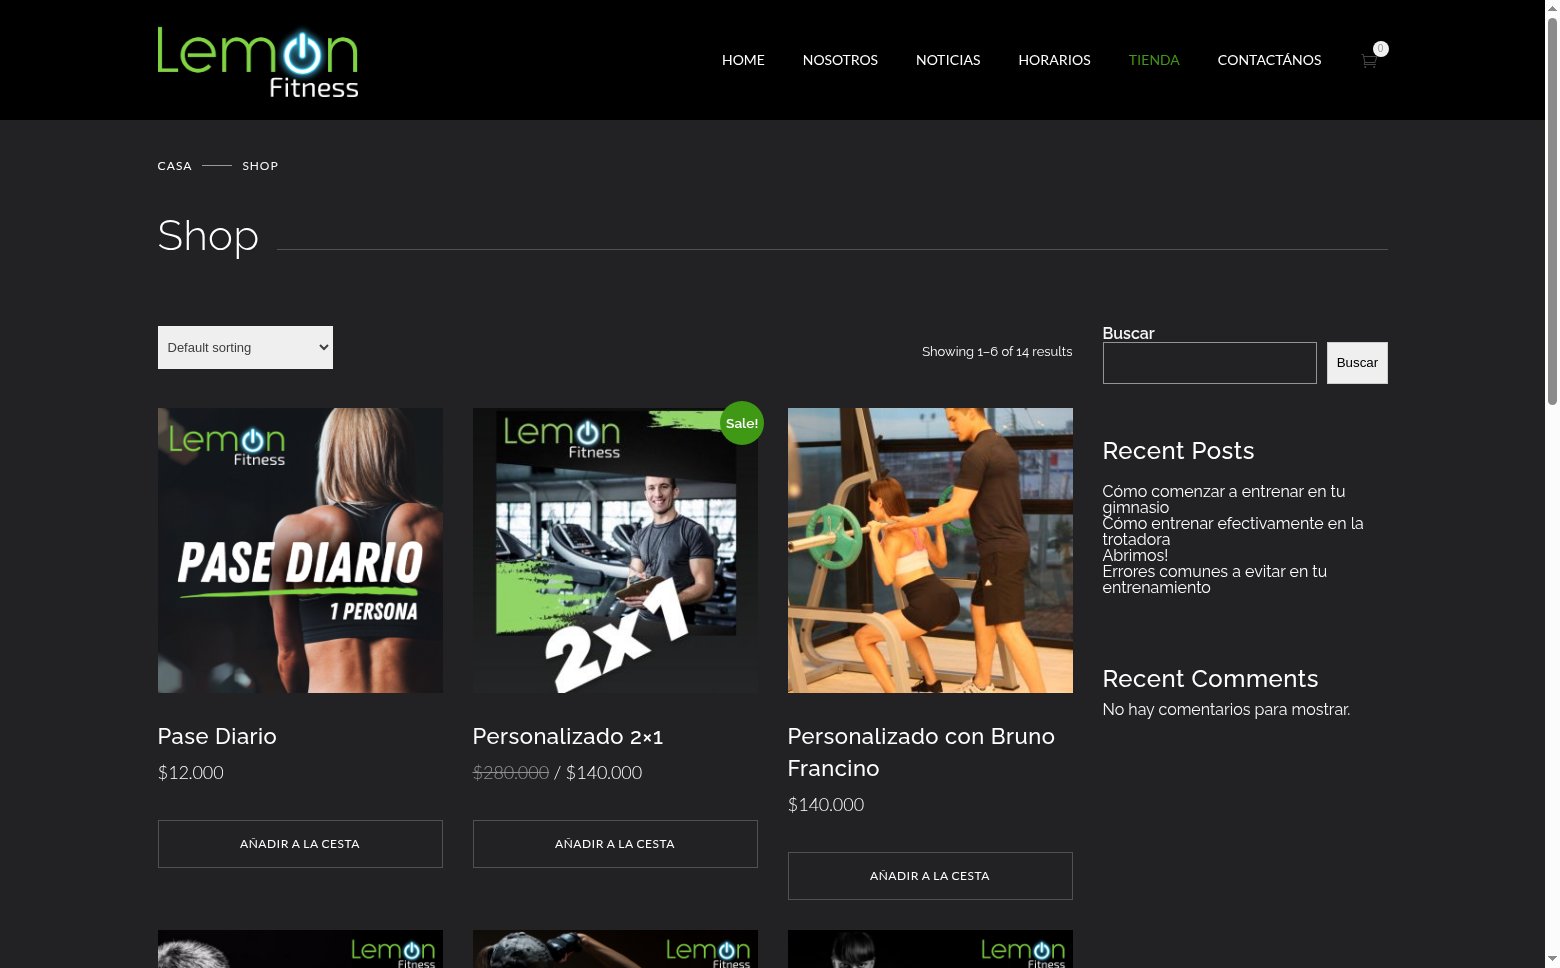 Lemon
Fitness
HOME NOSOTROS NOTICIAS HORARIOS TIENDA CONTACTÁNOS 0
CASA SHOP
Shop
Default sorting
Showing 1–6 of 14 results
Buscar
Buscar
Lemon
Fitness
PASE DIARIO
1 PERSONA
Lemon
Fitness
Sale!
2x1
Pase Diario
$12.000
AÑADIR A LA CESTA
Personalizado 2×1
$280.000 / $140.000
AÑADIR A LA CESTA
Personalizado con Bruno
Francino
$140.000
AÑADIR A LA CESTA
Recent Posts
Cómo comenzar a entrenar en tu
gimnasio
Cómo entrenar efectivamente en la
trotadora
Abrimos!
Errores comunes a evitar en tu
entrenamiento
Recent Comments
No hay comentarios para mostrar.
Lemon
Fitness
Lemon
Fitness
Lemon
Fitness